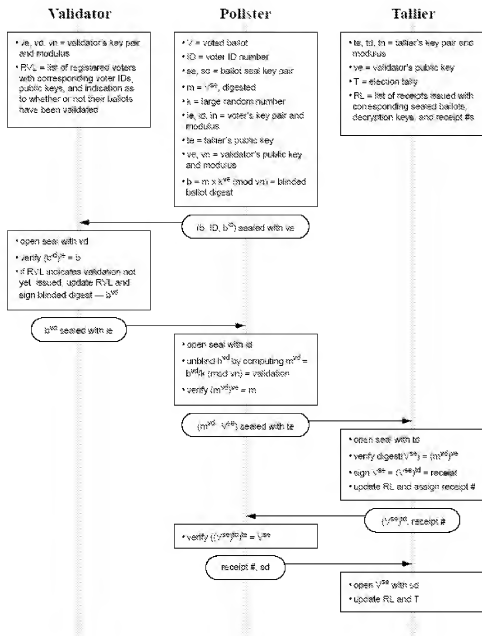 Validator
Pollster
Tallier
• ve, vd, vn = validator's key pair
and modulus
• RVL = list of registered voters
with corresponding voter IDs,
public keys, and indication as
to whether or not their ballots
have been validated
• V = voted ballot
• ID = voter ID number
• se, sd = ballot seal key pair
• m = V^se, digested
• k = large random number
• ie, id, in = voter's key pair and
modulus
• te = tallier's public key
• ve, vn = validator's public key
and modulus
• b = m x k^ve (mod vn) = blinded
ballot digest
• te, td, tn = tallier's key pair and
modulus
• ve = validator's public key
• T = election tally
• RL = list of receipts issued with
corresponding sealed ballots,
decryption keys, and receipt #s
(b, ID, b^id) sealed with ve
• open seal with vd
• verify (b^id)^ie = b
• if RVL indicates validation not
yet issued, update RVL and
sign blinded digest — b^vd
b^vd sealed with ie
• open seal with id
• unblind b^vd by computing m^vd =
b^vd/k (mod vn) = validation
• verify (m^vd)^ve = m
(m^vd, V^se) sealed with te
• open seal with td
• verify digest(V^se) = (m^vd)^ve
• sign V^se = (V^se)^td = receipt
• update RL and assign receipt #
(V^se)^td, receipt #
• verify ((V^se)^td)^te = V^se
receipt #, sd
• open V^se with sd
• update RL and T